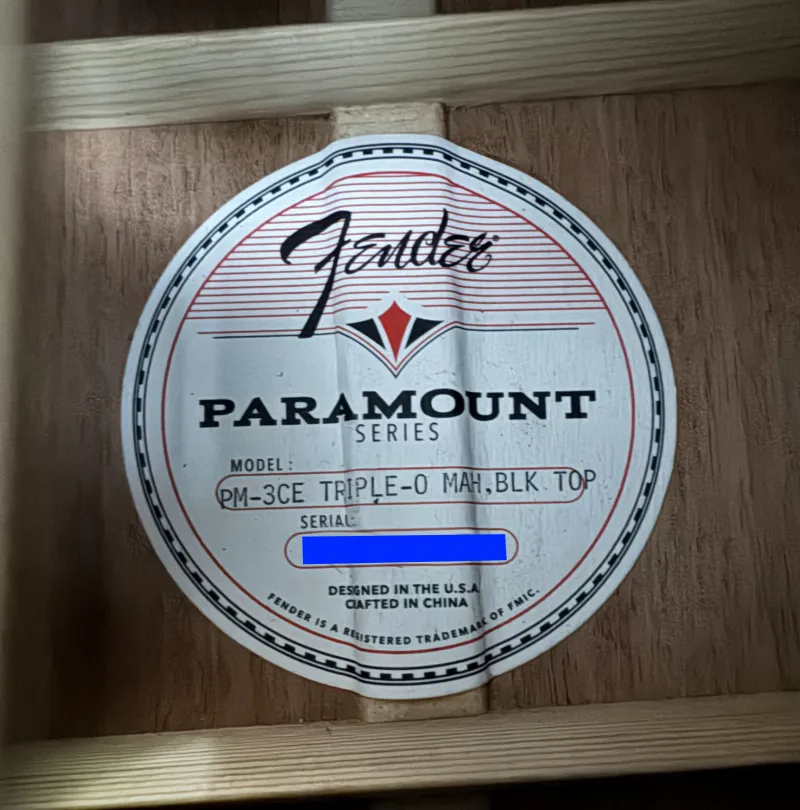 Fender®
PARAMOUNT
SERIES
MODEL:
PM-3CE TRIPLE-0 MAH,BLK TOP
SERIAL:
DESIGNED IN THE U.S.A
CRAFTED IN CHINA
FENDER IS A REGISTERED TRADEMARK OF FMIC.